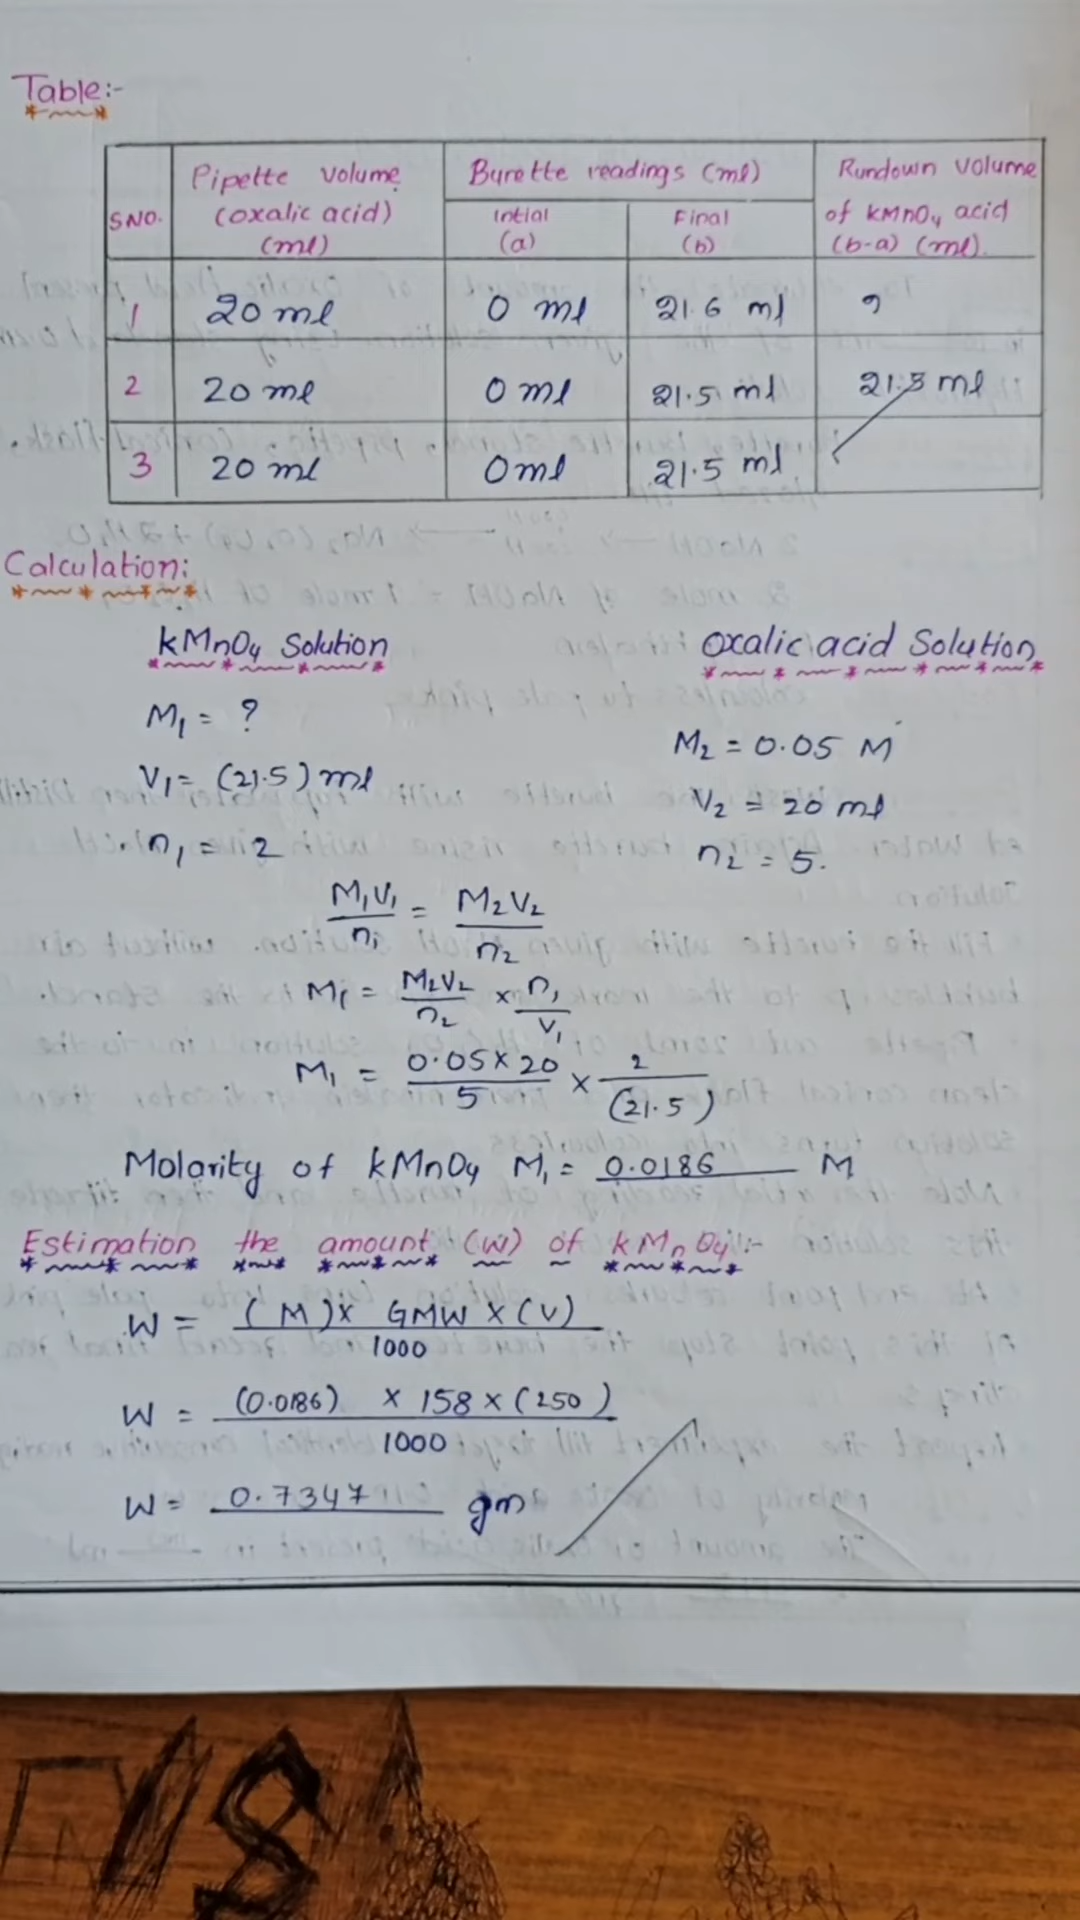 Table:-
S.NO. Pipette volume (oxalic acid) (ml) Burette readings (ml) Rundown volume of kMnO4 acid (b-a) (ml).
Intial (a) Final (b)
1 20 ml 0 ml 21.6 ml
2 20 ml 0 ml 21.5 ml 21.5 ml
3 20 ml 0 ml 21.5 ml
Calculation:
kMnO4 Solution
oxalic acid Solution
M1 = ?
M2 = 0.05 M
V1 = (21.5) ml
V2 = 20 ml
n1 = 2
n2 = 5.
M1V1/n1 = M2V2/n2
M1 = M2V2/n2 × n1/V1
M1 = 0.05 × 20/5 × 2/(21.5)
Molarity of kMnO4 M1 = 0.0186 M
Estimation the amount (w) of kMnO4:-
W = (M) × GMW × (V)/1000
W = (0.0186) × 158 × (250)/1000
W = 0.7347 gms